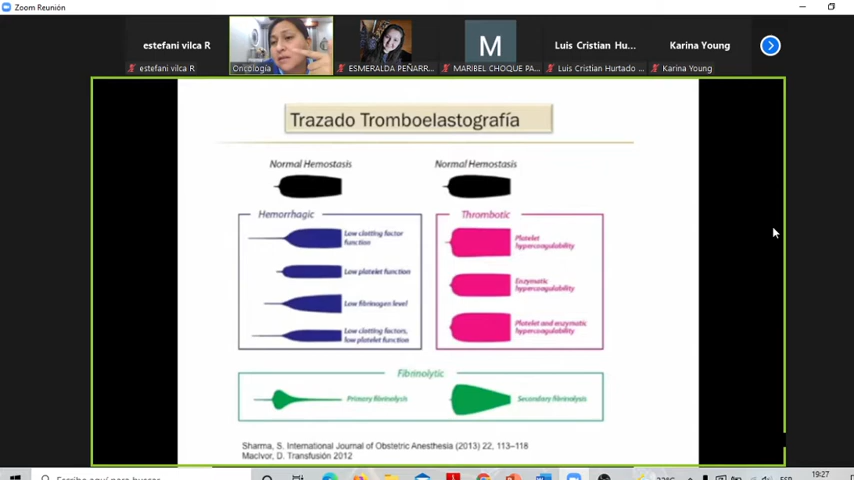 Zoom Reunión
estefani vilca R
Luis Cristian Hu...
Karina Young
M
estefani vilca R
Oncología
ESMERALDA PEÑARR...
MARIBEL CHOQUE PA...
Luis Cristian Hurtado ...
Karina Young
Trazado Tromboelastografía
Normal Hemostasis
Normal Hemostasis
Hemorrhagic
Low clotting factor
function
Low platelet function
Low fibrinogen level
Low clotting factors,
low platelet function
Thrombotic
Platelet
hypercoagulability
Enzymatic
hypercoagulability
Platelet and enzymatic
hypercoagulability
Fibrinolytic
Primary fibrinolysis
Secondary fibrinolysis
Sharma, S. International Journal of Obstetric Anesthesia (2013) 22, 113–118
MacIvor, D. Transfusión 2012
19:27